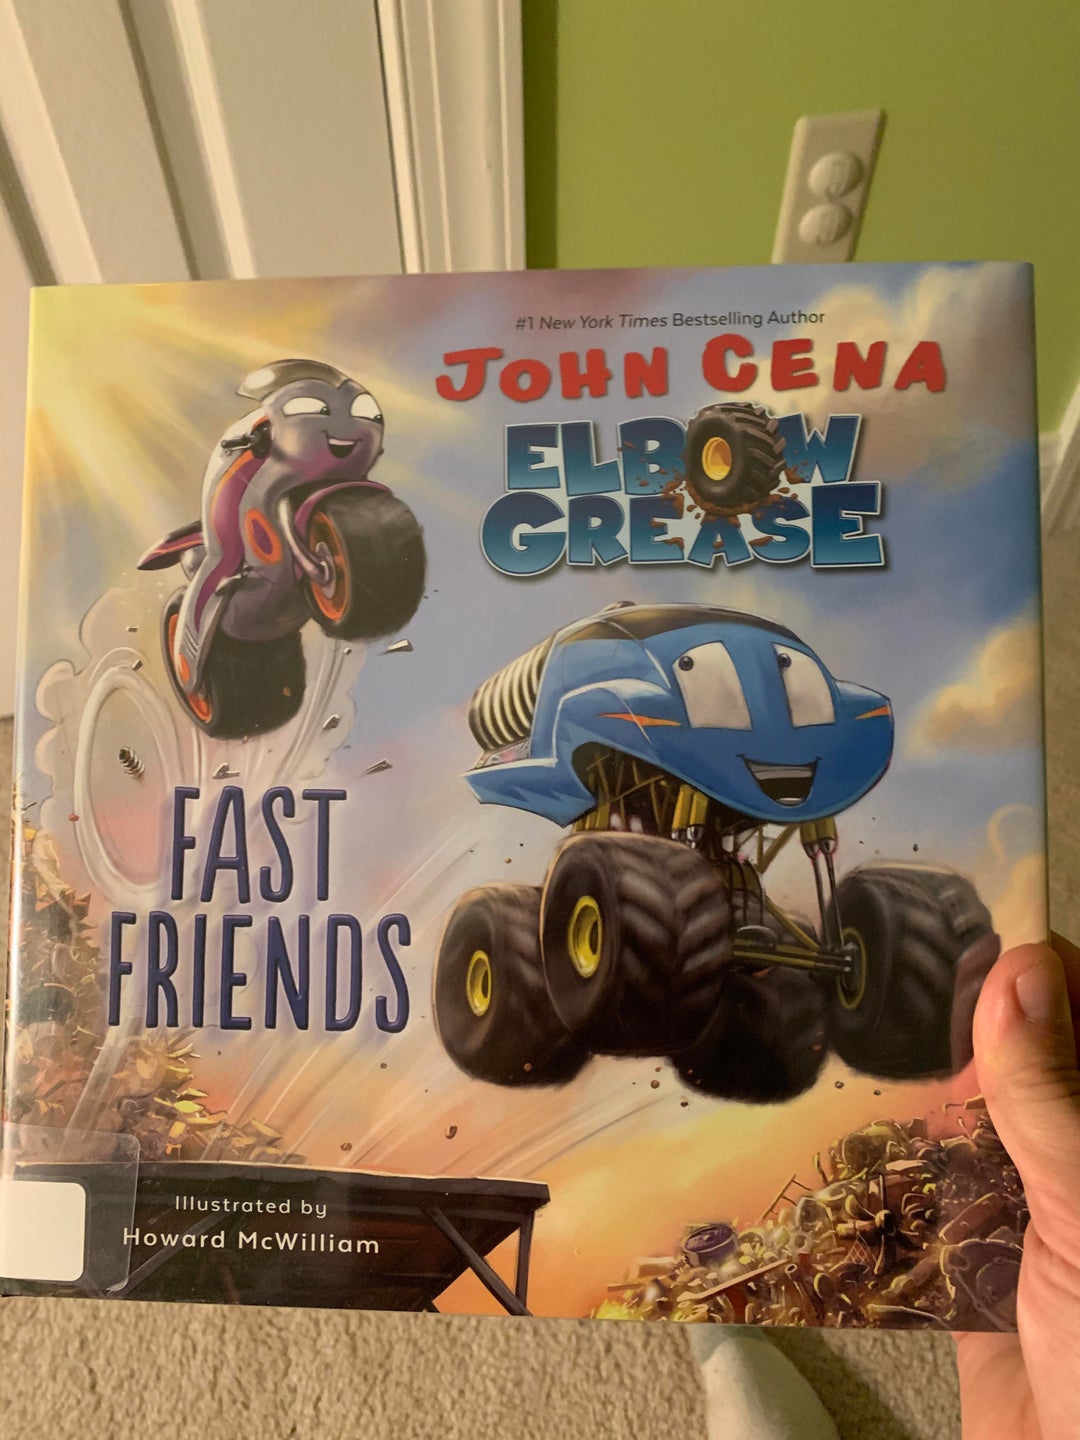 #1 New York Times Bestselling Author
JOHN CENA
ELBOW
GREASE
FAST
FRIENDS
Illustrated by
Howard McWilliam